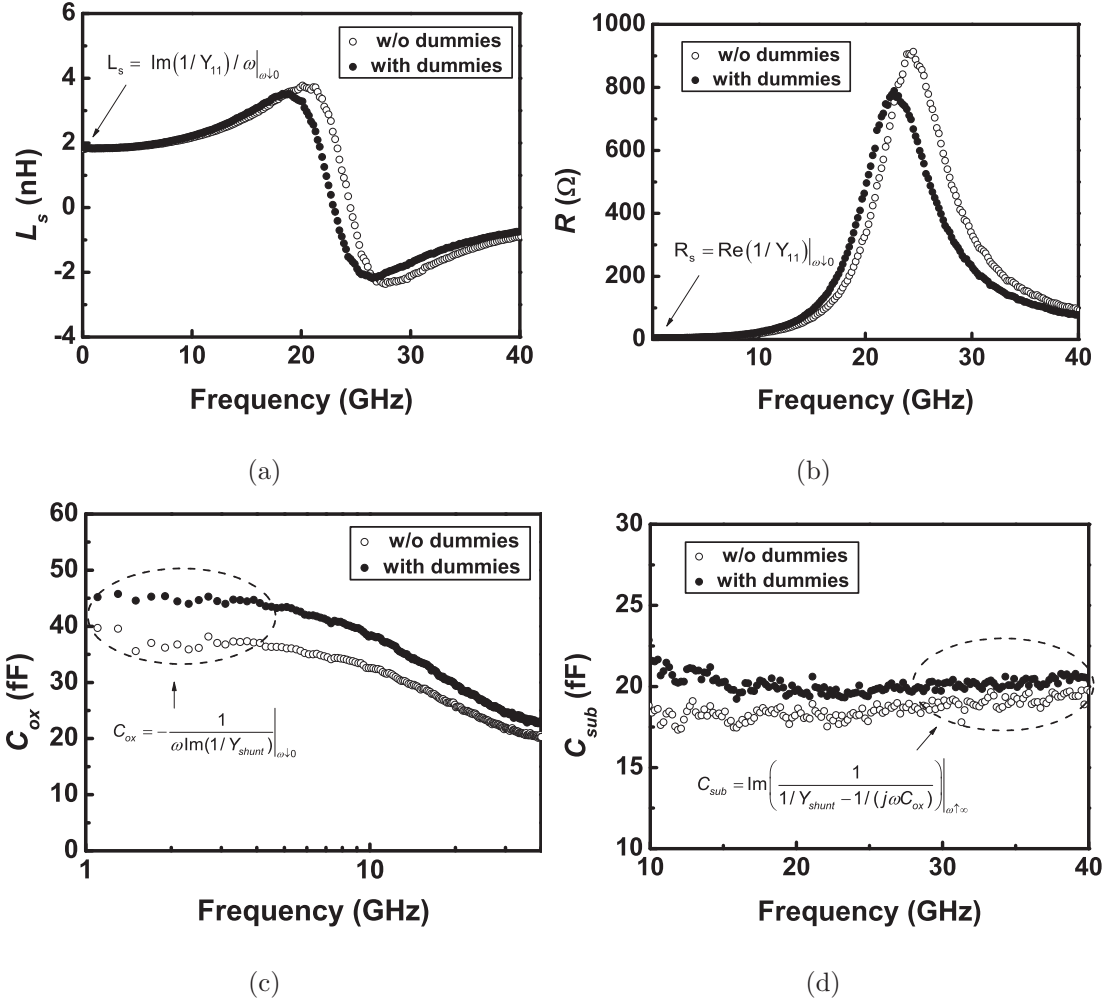 6
4
2
0
-2
-4
L_s (nH)
w/o dummies
with dummies
L_s = Im(1/Y_11)/ω|_ω↓0
0 10 20 30 40
Frequency (GHz)
(a)
1000
800
600
400
200
0
R (Ω)
w/o dummies
with dummies
R_s = Re(1/Y_11)|_ω↓0
10 20 30 40
Frequency (GHz)
(b)
60
50
40
30
20
10
0
C_ox (fF)
w/o dummies
with dummies
C_ox = - 1 / ωIm(1/Y_shunt)|_ω↓0
1 10
Frequency (GHz)
(c)
30
25
20
15
10
C_sub (fF)
w/o dummies
with dummies
C_sub = Im(1 / 1/Y_shunt - 1/(jωC_ox))|_ω↑∞
10 20 30 40
Frequency (GHz)
(d)